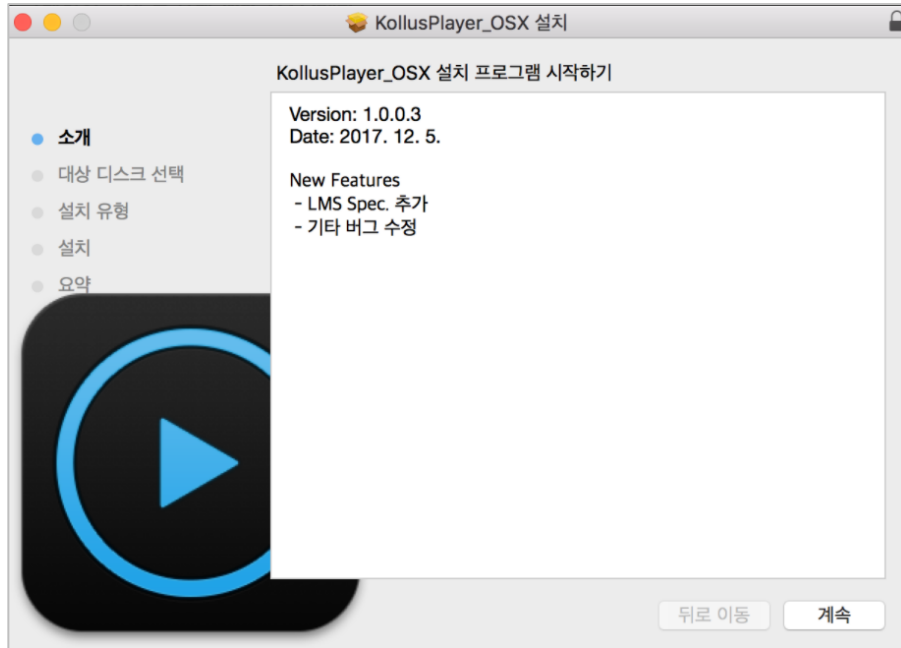 KollusPlayer_OSX 설치
KollusPlayer_OSX 설치 프로그램 시작하기
소개
대상 디스크 선택
설치 유형
설치
요약
Version: 1.0.0.3
Date: 2017. 12. 5.
New Features
- LMS Spec. 추가
- 기타 버그 수정
뒤로 이동
계속